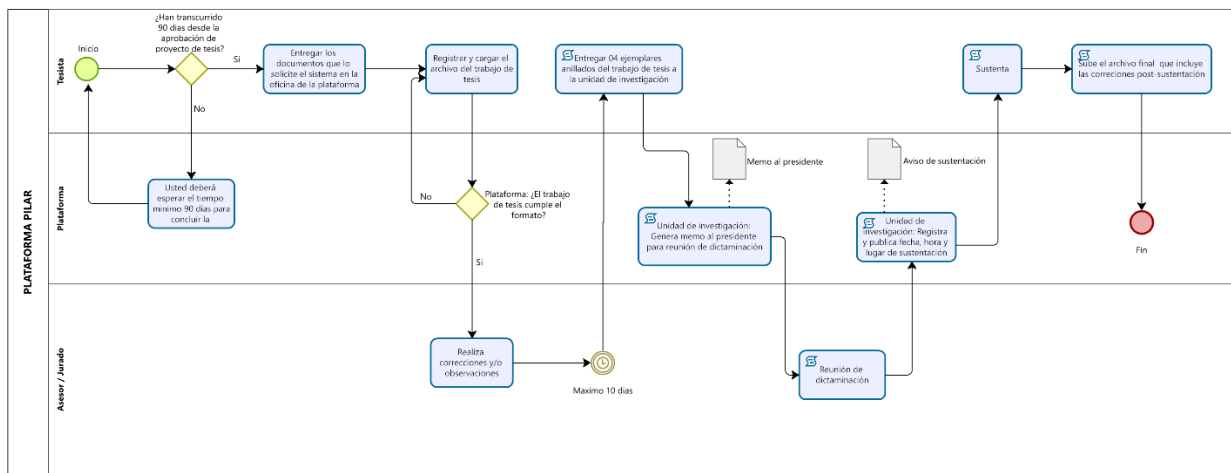 PLATAFORMA PILAR
Tesista
Inicio
¿Han transcurrido
90 dias desde la
aprobación de
proyecto de tesis?
Si
No
Entregar los
documentos que lo
solicite el sistema en la
oficina de la plataforma
Registrar y cargar el
archivo del trabajo de
tesis
Entregar 04 ejemplares
anillados del trabajo de tesis a
la unidad de investigación
Sustenta
Sube el archivo final que incluye
las correciones post-sustentación
Plataforma
Usted deberá
esperar el tiempo
minimo 90 días para
concluir la
No
Plataforma: ¿El trabajo
de tesis cumple el
formato?
Si
Memo al presidente
Unidad de investigación:
Genera memo al presidente
para reunión de dictaminación
Aviso de sustentación
Unidad de
investigación: Registra
y publica fecha, hora y
lugar de sustentación
Fin
Asesor / Jurado
Realiza
correcciones y/o
observaciones
Maximo 10 dias
Reunión de
dictaminación